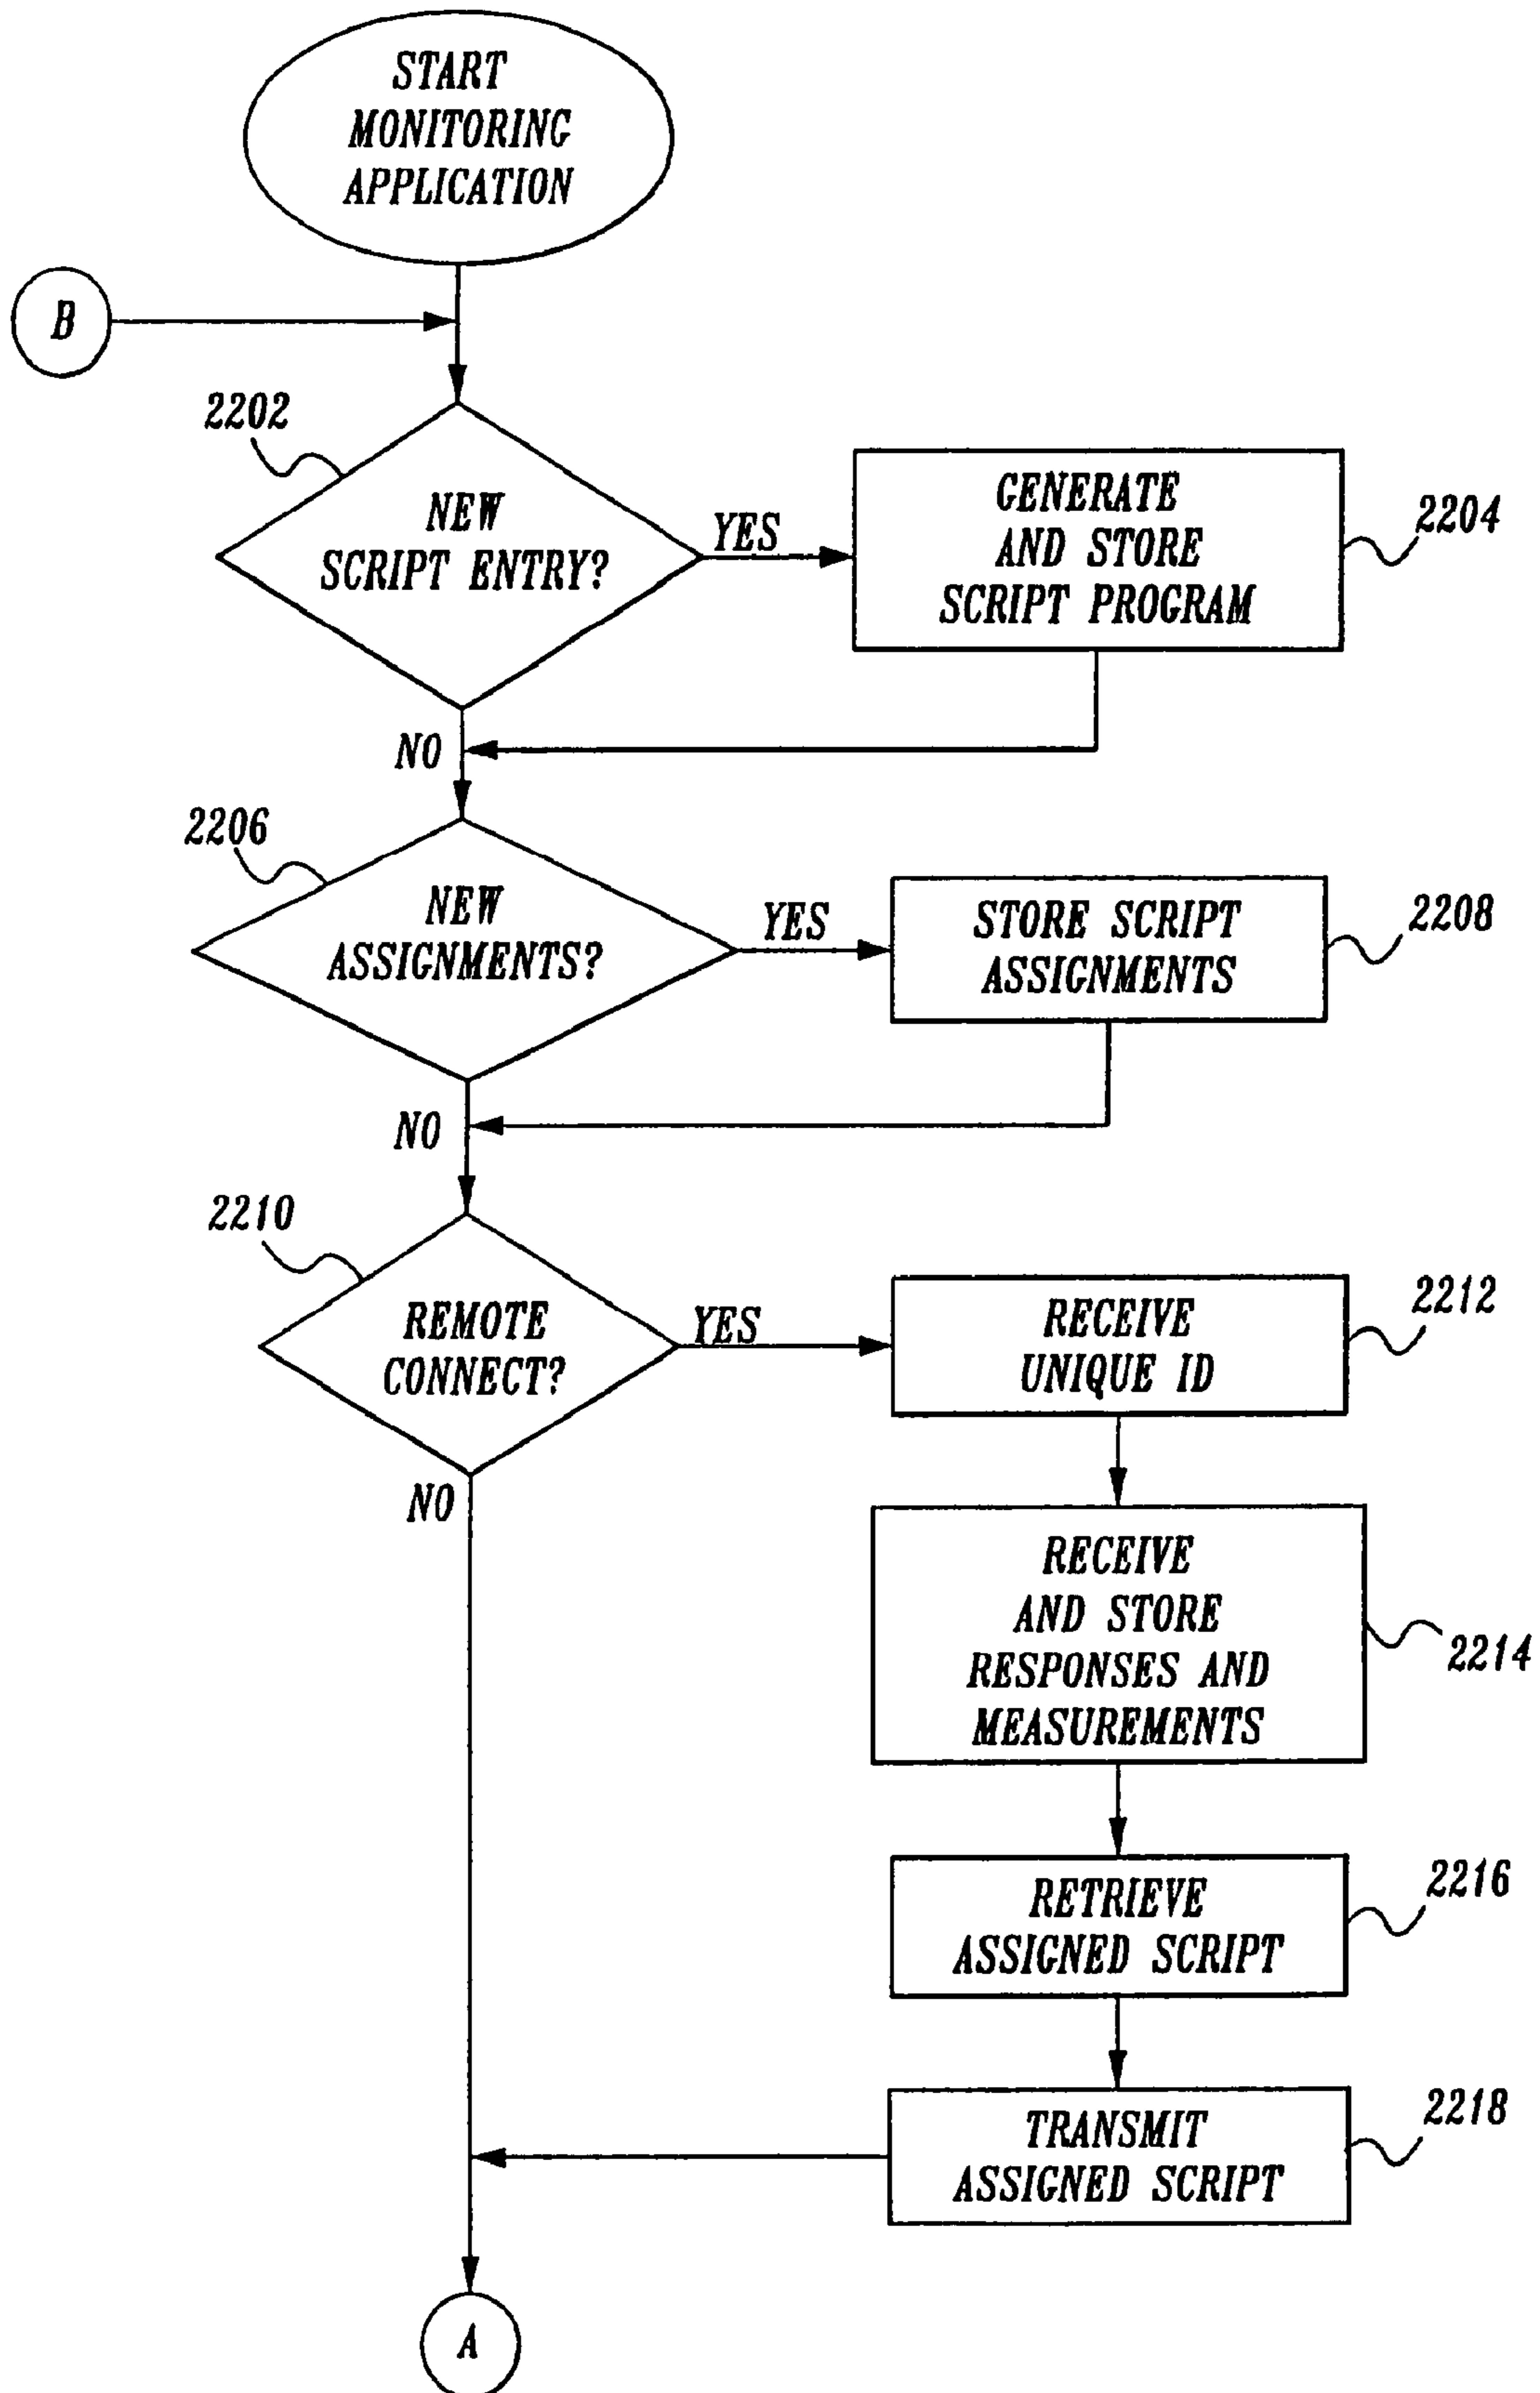 START
MONITORING
APPLICATION
B
2202
NEW
SCRIPT ENTRY?
YES
GENERATE
AND STORE
SCRIPT PROGRAM
2204
NO
2206
NEW
ASSIGNMENTS?
YES
STORE SCRIPT
ASSIGNMENTS
2208
NO
2210
REMOTE
CONNECT?
YES
RECEIVE
UNIQUE ID
2212
NO
RECEIVE
AND STORE
RESPONSES AND
MEASUREMENTS
2214
RETRIEVE
ASSIGNED SCRIPT
2216
TRANSMIT
ASSIGNED SCRIPT
2218
A